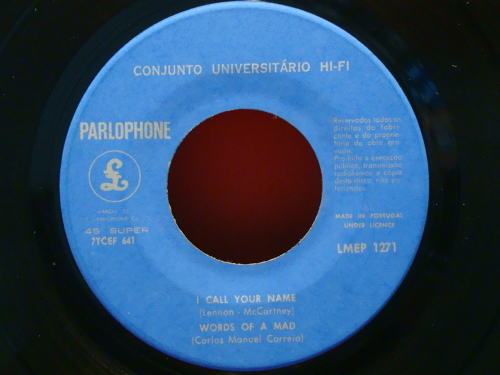 CONJUNTO UNIVERSITÁRIO HI-FI
PARLOPHONE
£
45 SUPER
7TCEF 641
Reservados todos os
direitos do fabri-
cante e do proprie-
tário da obra gra-
vada.
Proibida a execução
pública, transmissão
radiofónica e cópia
deste disco, não au-
torizadas.
MADE IN PORTUGAL
UNDER LICENCE
LMEP 1271
I CALL YOUR NAME
(Lennon - McCartney)
WORDS OF A MAD
(Carlos Manuel Correia)